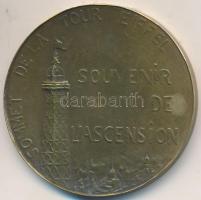 SOMMET DE LA TOUR EIFFEL
SOUVENIR
DE
L'ASCENSION
darabanth